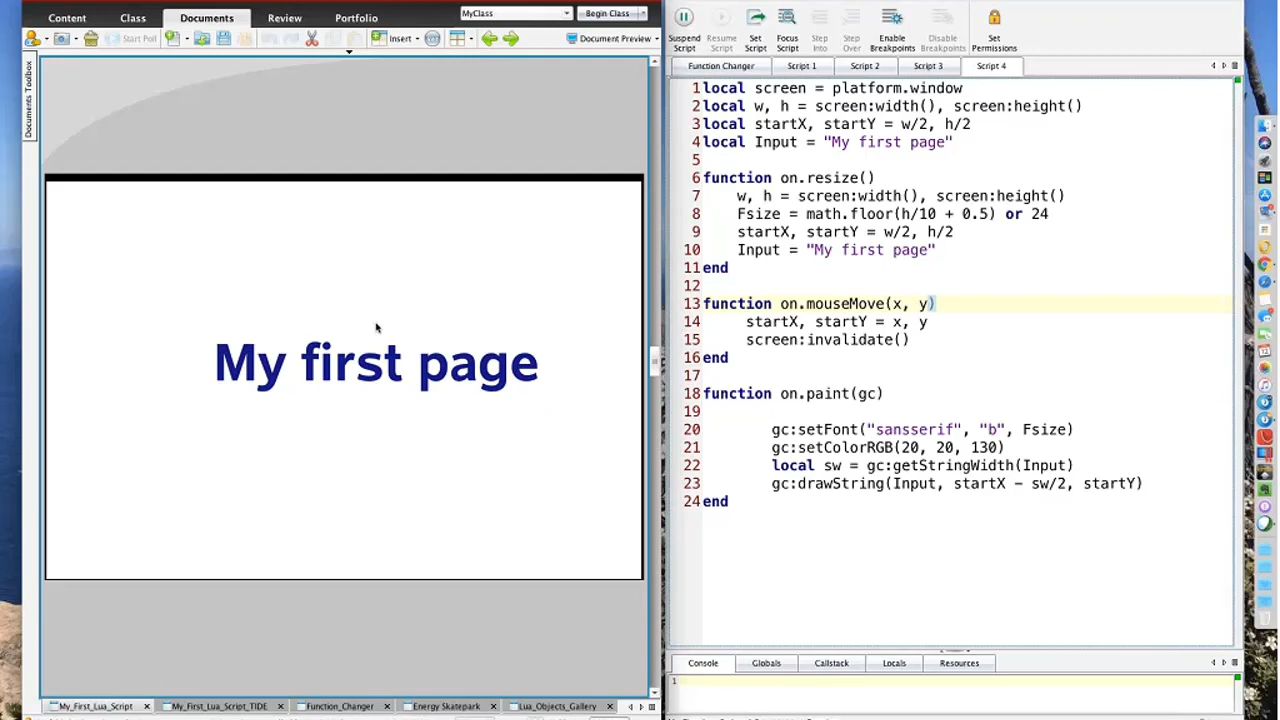 Content Class Documents Review Portfolio MyClass Begin Class
Start Poll Insert Document Preview
Documents Toolbox
My first page
My_First_Lua_Script My_First_Lua_Script_TIDE Function_Changer Energy Skatepark Lua_Objects_Gallery
Suspend Script Resume Script Set Script Focus Script Step Into Step Over Enable Breakpoints Disable Breakpoints Set Permissions
Function Changer Script 1 Script 2 Script 3 Script 4
1 local screen = platform.window
2 local w, h = screen:width(), screen:height()
3 local startX, startY = w/2, h/2
4 local Input = "My first page"
5
6 function on.resize()
7 w, h = screen:width(), screen:height()
8 Fsize = math.floor(h/10 + 0.5) or 24
9 startX, startY = w/2, h/2
10 Input = "My first page"
11 end
12
13 function on.mouseMove(x, y)
14 startX, startY = x, y
15 screen:invalidate()
16 end
17
18 function on.paint(gc)
19
20 gc:setFont("sansserif", "b", Fsize)
21 gc:setColorRGB(20, 20, 130)
22 local sw = gc:getStringWidth(Input)
23 gc:drawString(Input, startX - sw/2, startY)
24 end
Console Globals Callstack Locals Resources
1